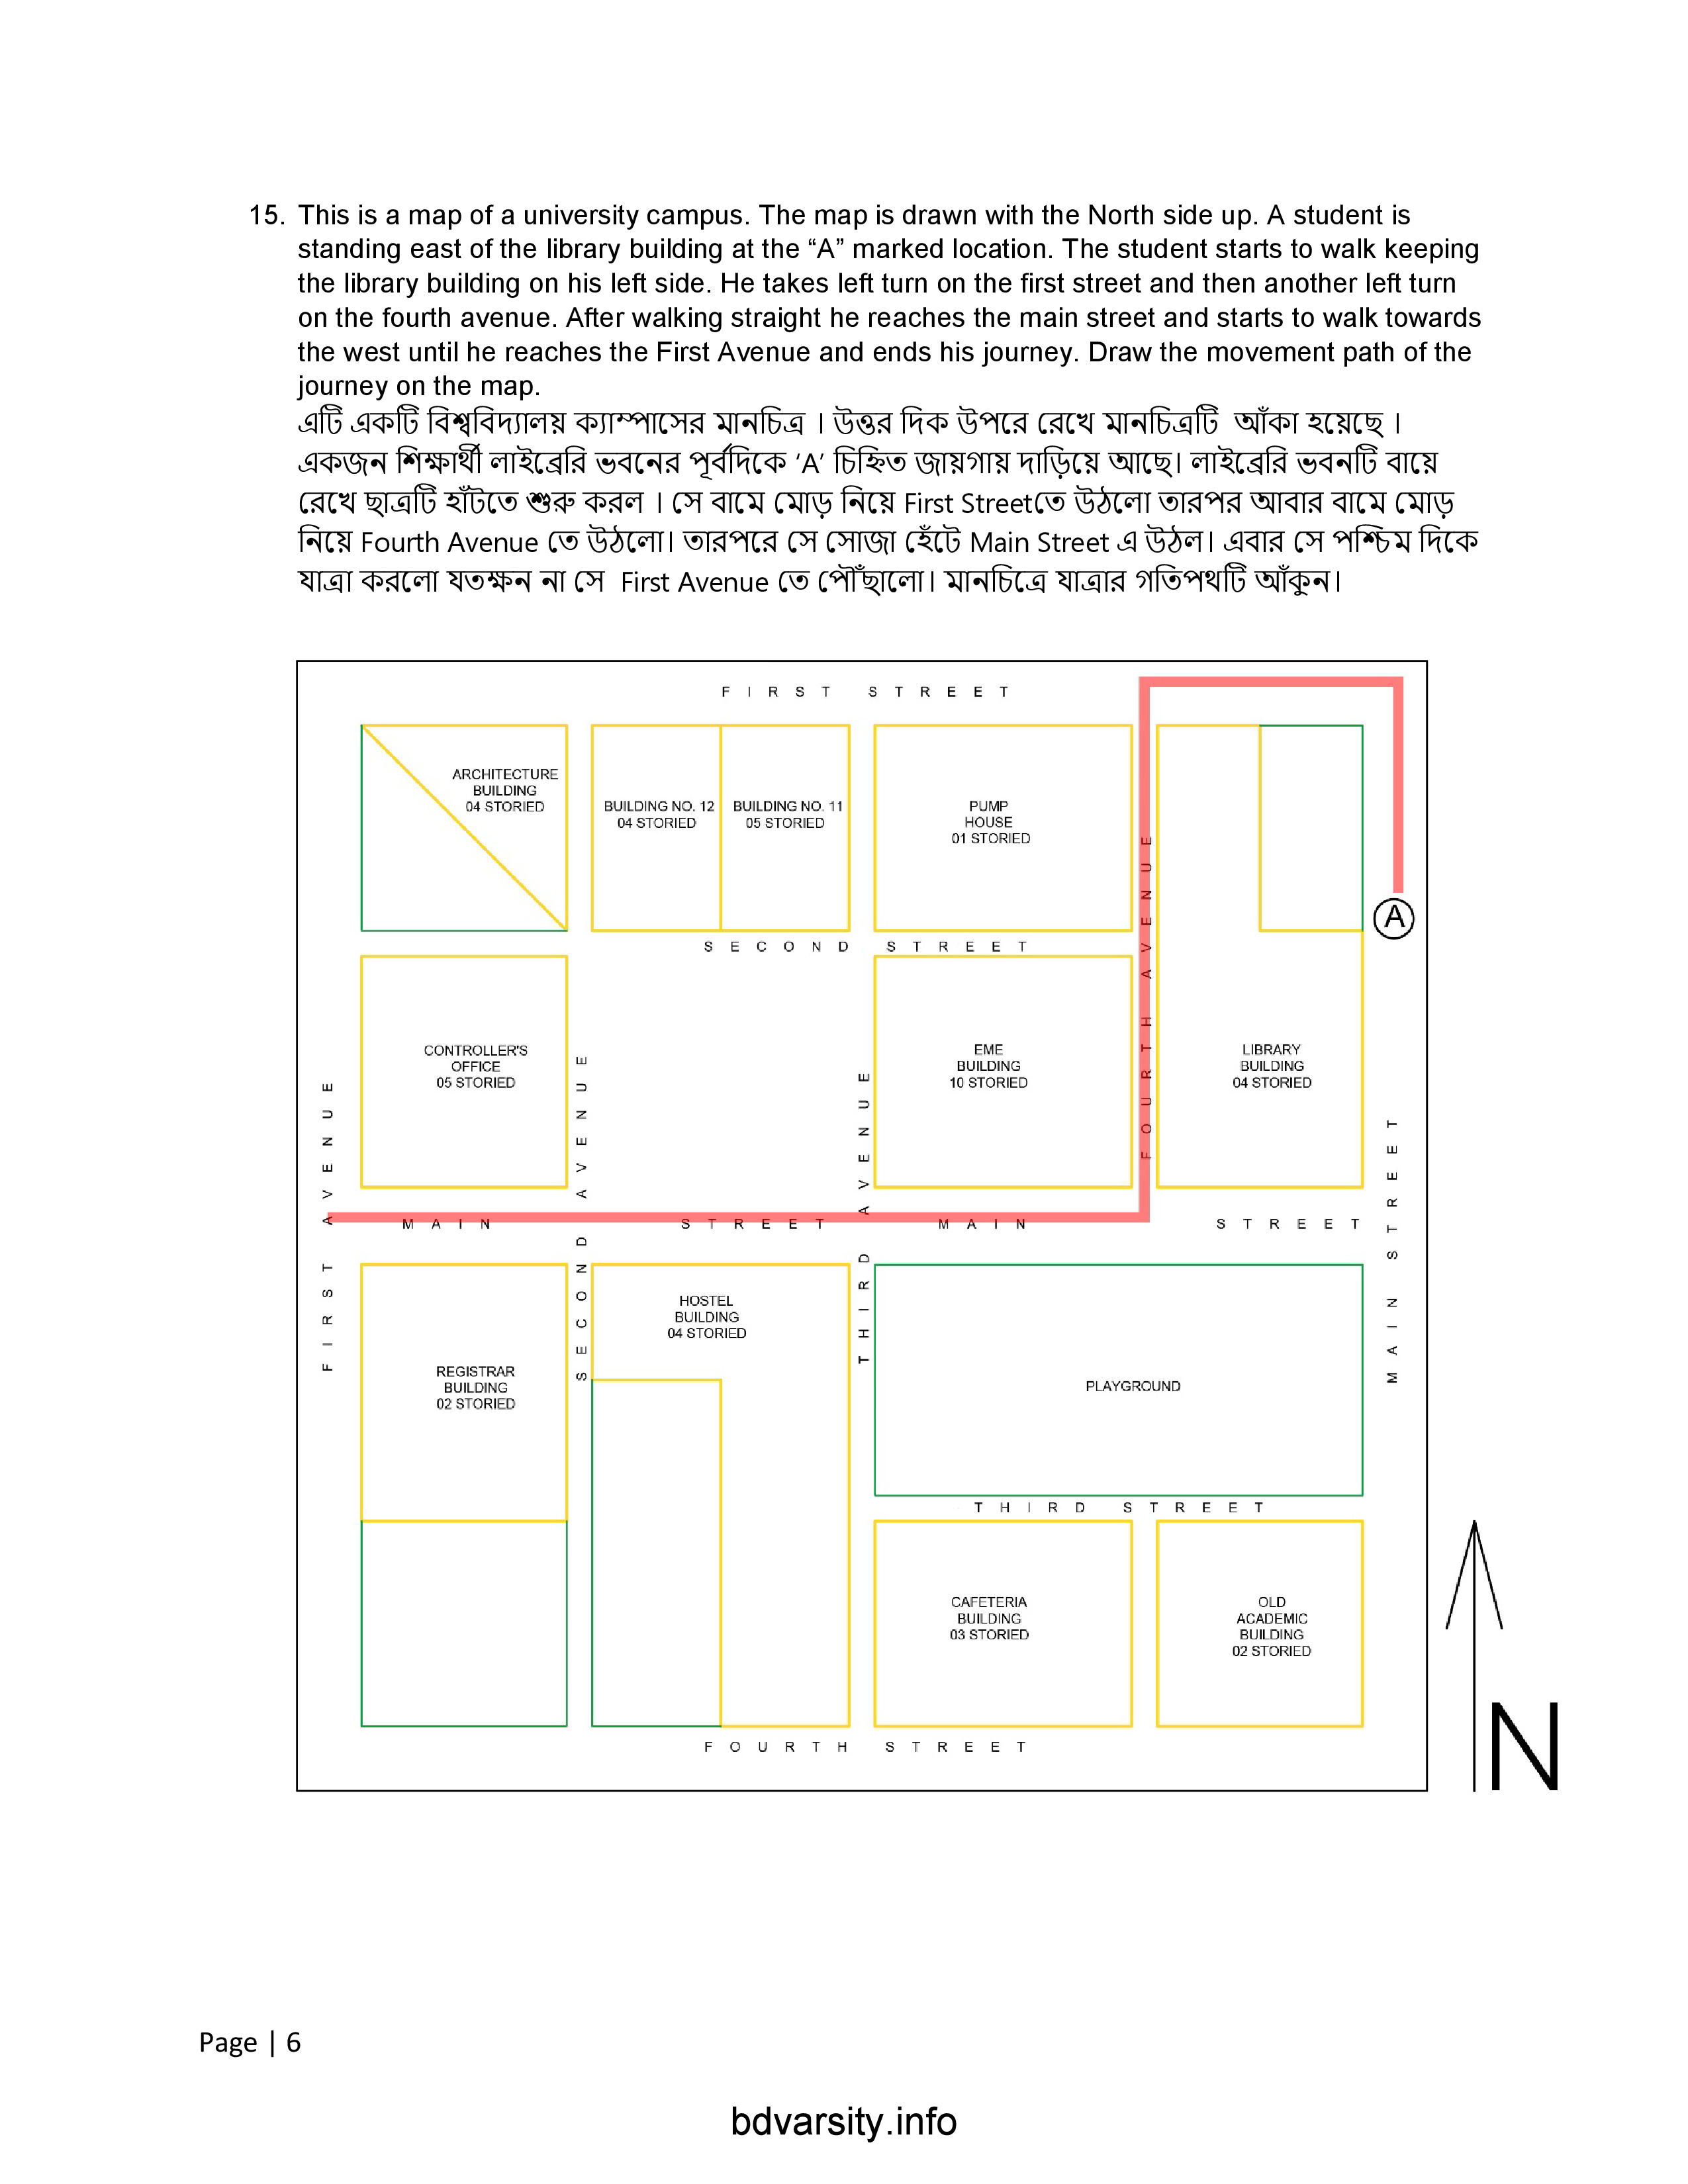 15. This is a map of a university campus. The map is drawn with the North side up. A student is
standing east of the library building at the “A” marked location. The student starts to walk keeping
the library building on his left side. He takes left turn on the first street and then another left turn
on the fourth avenue. After walking straight he reaches the main street and starts to walk towards
the west until he reaches the First Avenue and ends his journey. Draw the movement path of the
journey on the map.
এটি একটি বিশ্ববিদ্যালয় ক্যাম্পাসের মানচিত্র । উত্তর দিক উপরে রেখে মানচিত্রটি আঁকা হয়েছে ।
একজন শিক্ষার্থী লাইব্রেরি ভবনের পূর্বদিকে ‘A’ চিহ্নিত জায়গায় দাড়িয়ে আছে। লাইব্রেরি ভবনটি বায়ে
রেখে ছাত্রটি হাঁটতে শুরু করল । সে বামে মোড় নিয়ে First Streetতে উঠলো তারপর আবার বামে মোড়
নিয়ে Fourth Avenue তে উঠলো। তারপরে সে সোজা হেঁটে Main Street এ উঠল। এবার সে পশ্চিম দিকে
যাত্রা করলো যতক্ষন না সে First Avenue তে পৌঁছালো। মানচিত্রে যাত্রার গতিপথটি আঁকুন।
FIRST STREET
ARCHITECTURE
BUILDING
04 STORIED
BUILDING NO. 12
04 STORIED
BUILDING NO. 11
05 STORIED
PUMP
HOUSE
01 STORIED
A
SECOND STREET
CONTROLLER'S
OFFICE
05 STORIED
EME
BUILDING
10 STORIED
LIBRARY
BUILDING
04 STORIED
FIRST AVENUE
SECOND AVENUE
THIRD AVENUE
FOURTH AVENUE
MAIN STREET
MAIN STREET
MAIN STREET
REGISTRAR
BUILDING
02 STORIED
HOSTEL
BUILDING
04 STORIED
PLAYGROUND
THIRD STREET
CAFETERIA
BUILDING
03 STORIED
OLD
ACADEMIC
BUILDING
02 STORIED
FOURTH STREET
N
Page | 6
bdvarsity.info